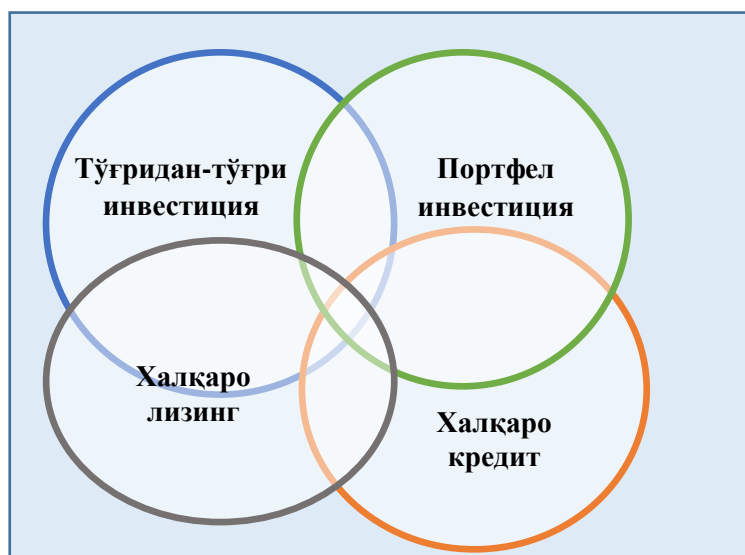 Тўғридан-тўғри
инвестиция
Портфел
инвестиция
Халқаро
лизинг
Халқаро
кредит